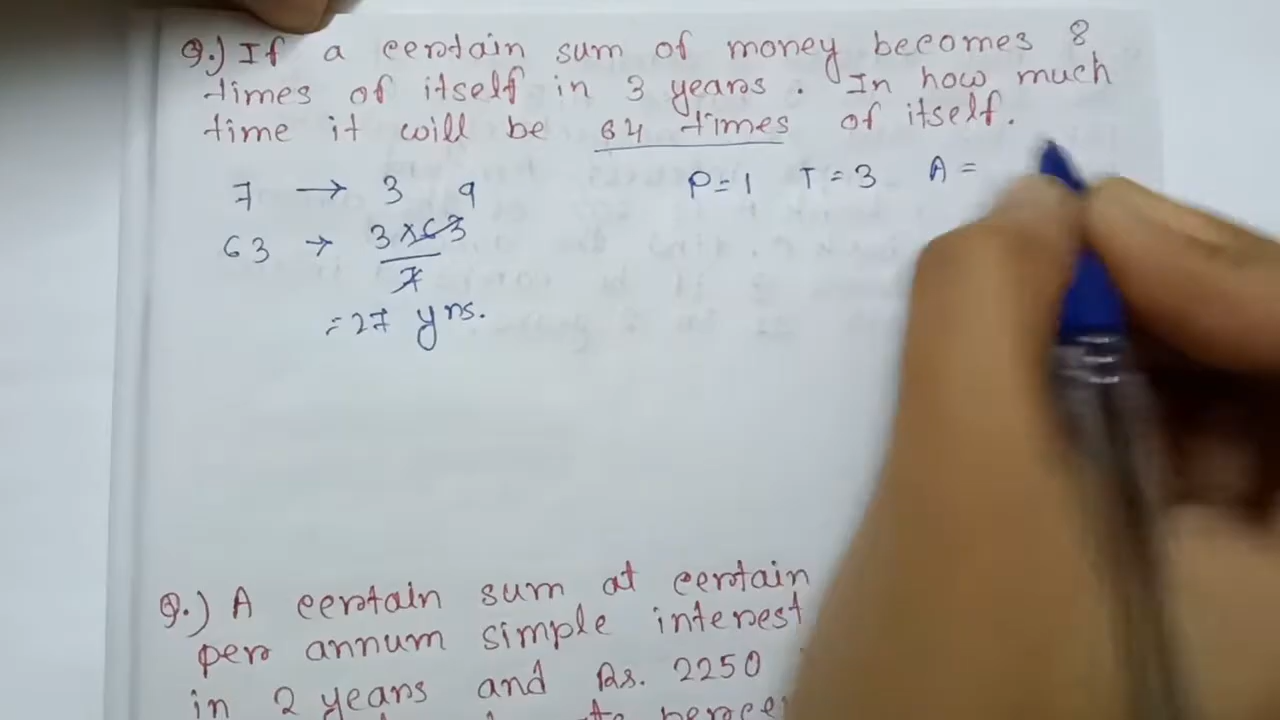 Q.) If a certain sum of money becomes 8
times of itself in 3 years. In how much
time it will be 64 times of itself.
7 → 3 9
P=1 T=3 A=
63 → 3×63
7
=27 yrs.
Q.) A certain sum at certain
per annum simple interest
in 2 years and Rs. 2250